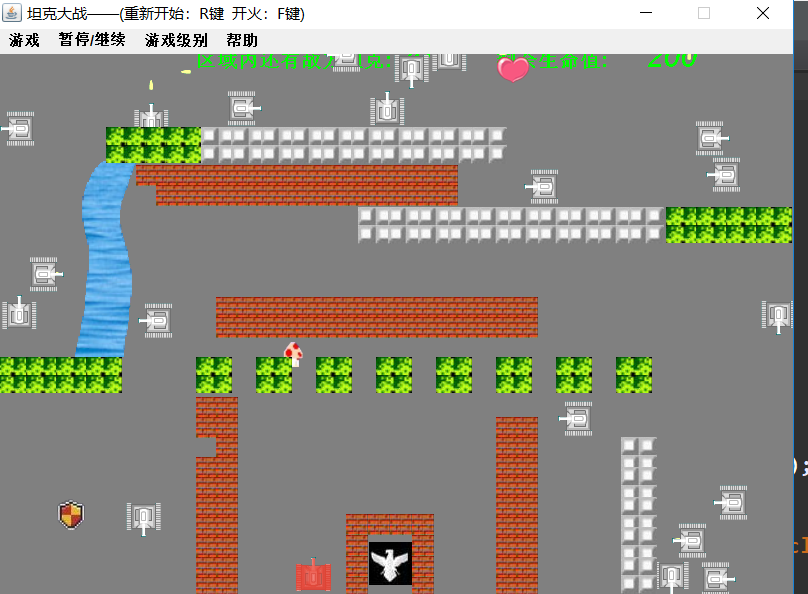 坦克大战——(重新开始：R键 开火：F键)
游戏 暂停/继续 游戏级别 帮助
区域内还有敌方坦克: 生命值: 200
);
cl